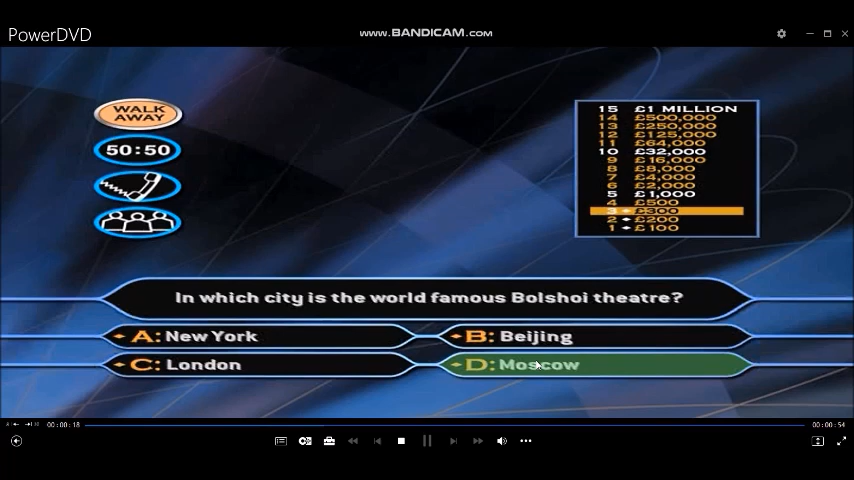 PowerDVD
www.BANDICAM.com
WALK AWAY
50:50
15 £1 MILLION
14 £500,000
13 £250,000
12 £125,000
11 £64,000
10 £32,000
9 £16,000
8 £8,000
7 £4,000
6 £2,000
5 £1,000
4 £500
3 £300
2 £200
1 £100
In which city is the world famous Bolshoi theatre?
A: New York
B: Beijing
C: London
D: Moscow
00:00:18
00:00:54